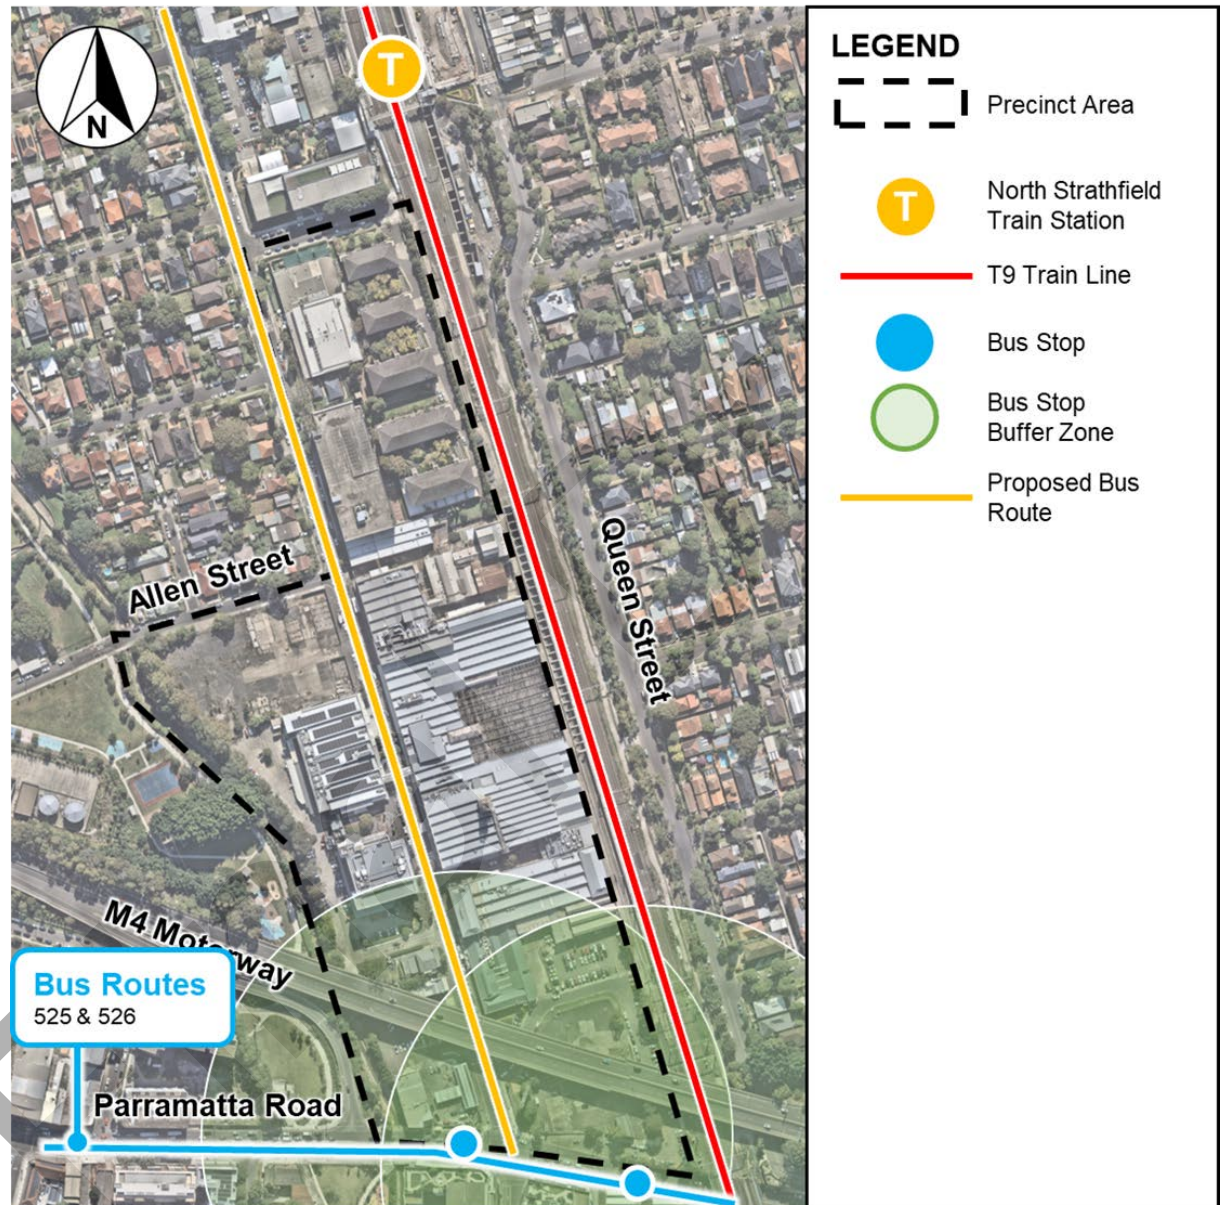 T
N
Allen Street
Queen Street
M4 Motorway
Bus Routes
525 & 526
Parramatta Road
LEGEND
Precinct Area
T
North Strathfield
Train Station
T9 Train Line
Bus Stop
Bus Stop
Buffer Zone
Proposed Bus
Route